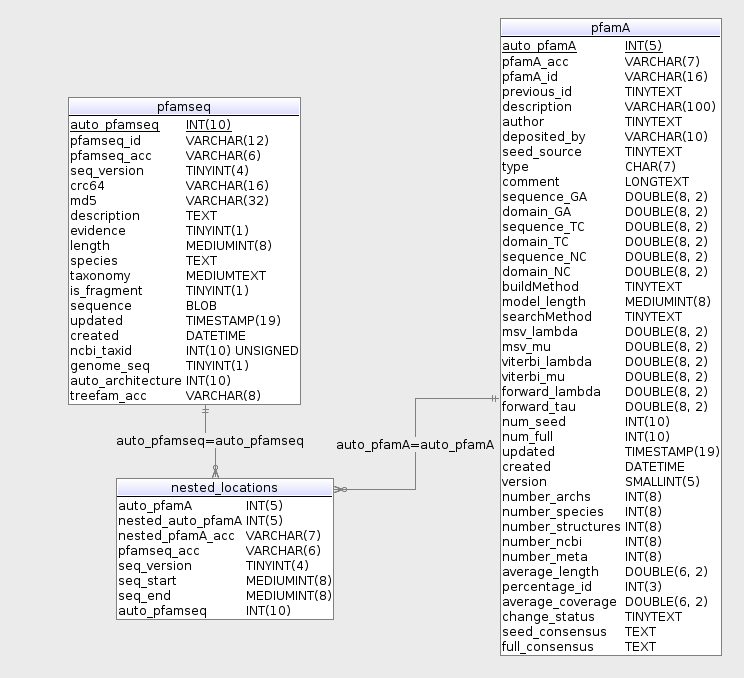 pfamA
auto_pfamA INT(5)
pfamA_acc VARCHAR(7)
pfamA_id VARCHAR(16)
previous_id TINYTEXT
description VARCHAR(100)
author TINYTEXT
deposited_by VARCHAR(10)
seed_source TINYTEXT
type CHAR(7)
comment LONGTEXT
sequence_GA DOUBLE(8, 2)
domain_GA DOUBLE(8, 2)
sequence_TC DOUBLE(8, 2)
domain_TC DOUBLE(8, 2)
sequence_NC DOUBLE(8, 2)
domain_NC DOUBLE(8, 2)
buildMethod TINYTEXT
model_length MEDIUMINT(8)
searchMethod TINYTEXT
msv_lambda DOUBLE(8, 2)
msv_mu DOUBLE(8, 2)
viterbi_lambda DOUBLE(8, 2)
viterbi_mu DOUBLE(8, 2)
forward_lambda DOUBLE(8, 2)
forward_tau DOUBLE(8, 2)
num_seed INT(10)
num_full INT(10)
updated TIMESTAMP(19)
created DATETIME
version SMALLINT(5)
number_archs INT(8)
number_species INT(8)
number_structures INT(8)
number_ncbi INT(8)
number_meta INT(8)
average_length DOUBLE(6, 2)
percentage_id INT(3)
average_coverage DOUBLE(6, 2)
change_status TINYTEXT
seed_consensus TEXT
full_consensus TEXT
pfamseq
auto_pfamseq INT(10)
pfamseq_id VARCHAR(12)
pfamseq_acc VARCHAR(6)
seq_version TINYINT(4)
crc64 VARCHAR(16)
md5 VARCHAR(32)
description TEXT
evidence TINYINT(1)
length MEDIUMINT(8)
species TEXT
taxonomy MEDIUMTEXT
is_fragment TINYINT(1)
sequence BLOB
updated TIMESTAMP(19)
created DATETIME
ncbi_taxid INT(10) UNSIGNED
genome_seq TINYINT(1)
auto_architecture INT(10)
treefam_acc VARCHAR(8)
auto_pfamseq=auto_pfamseq
auto_pfamA=auto_pfamA
nested_locations
auto_pfamA INT(5)
nested_auto_pfamA INT(5)
nested_pfamA_acc VARCHAR(7)
pfamseq_acc VARCHAR(6)
seq_version TINYINT(4)
seq_start MEDIUMINT(8)
seq_end MEDIUMINT(8)
auto_pfamseq INT(10)